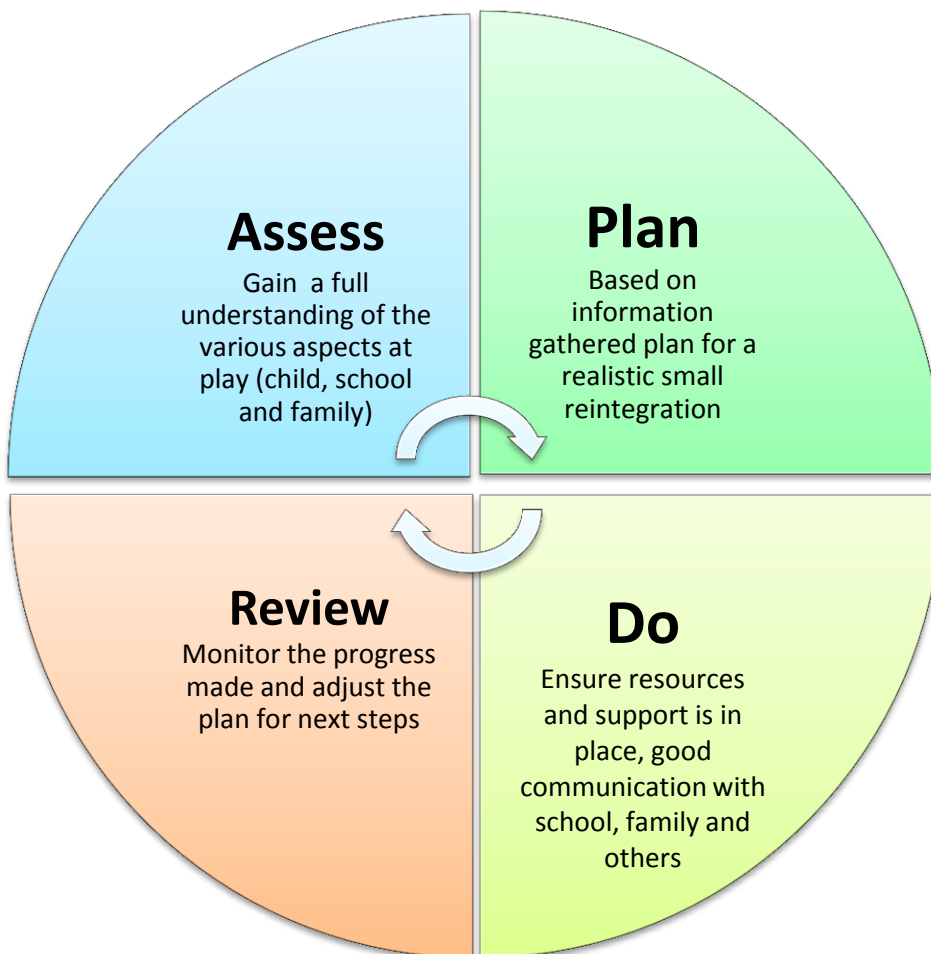 Assess
Gain a full
understanding of the
various aspects at
play (child, school
and family)
Plan
Based on
information
gathered plan for a
realistic small
reintegration
Review
Monitor the progress
made and adjust the
plan for next steps
Do
Ensure resources
and support is in
place, good
communication with
school, family and
others